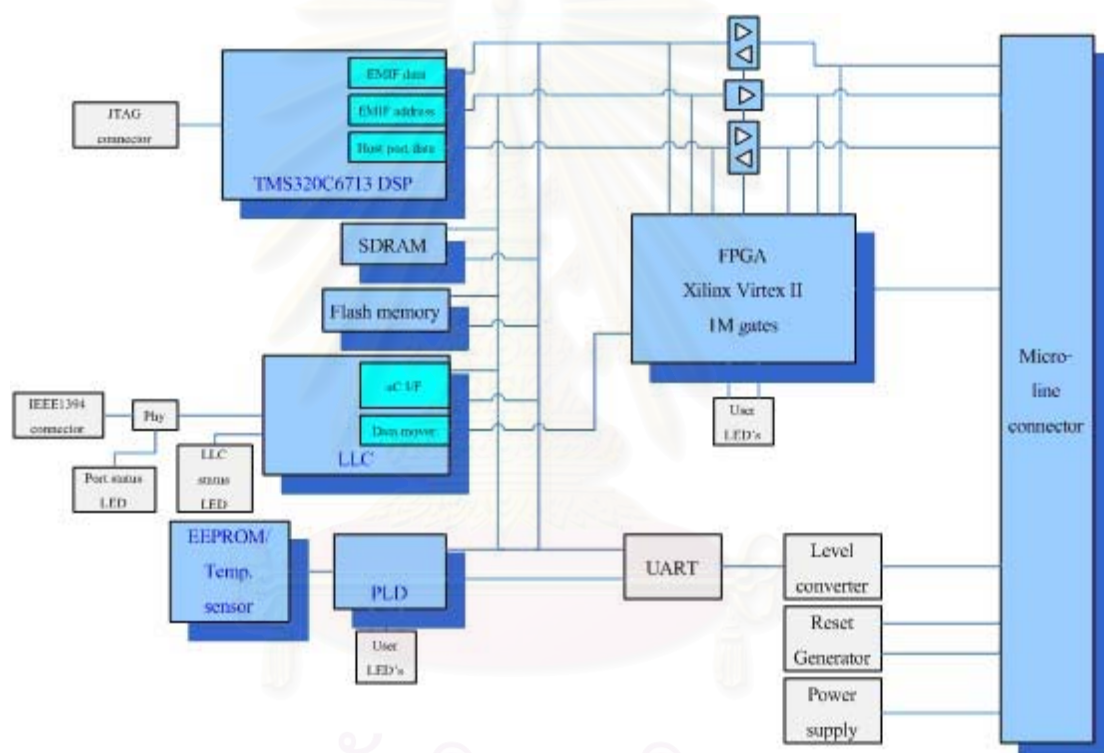 EMIF data
EMIF address
Host port data
TMS320C6713 DSP
JTAG
connector
SDRAM
Flash memory
FPGA
Xilinx Virtex II
1M gates
Micro-
line
connector
uC I/F
Data mover
LLC
IEEE1394
connector
Phy
Port status
LED
LLC
status
LED
User
LED's
EEPROM/
Temp.
sensor
PLD
User
LED's
UART
Level
converter
Reset
Generator
Power
supply